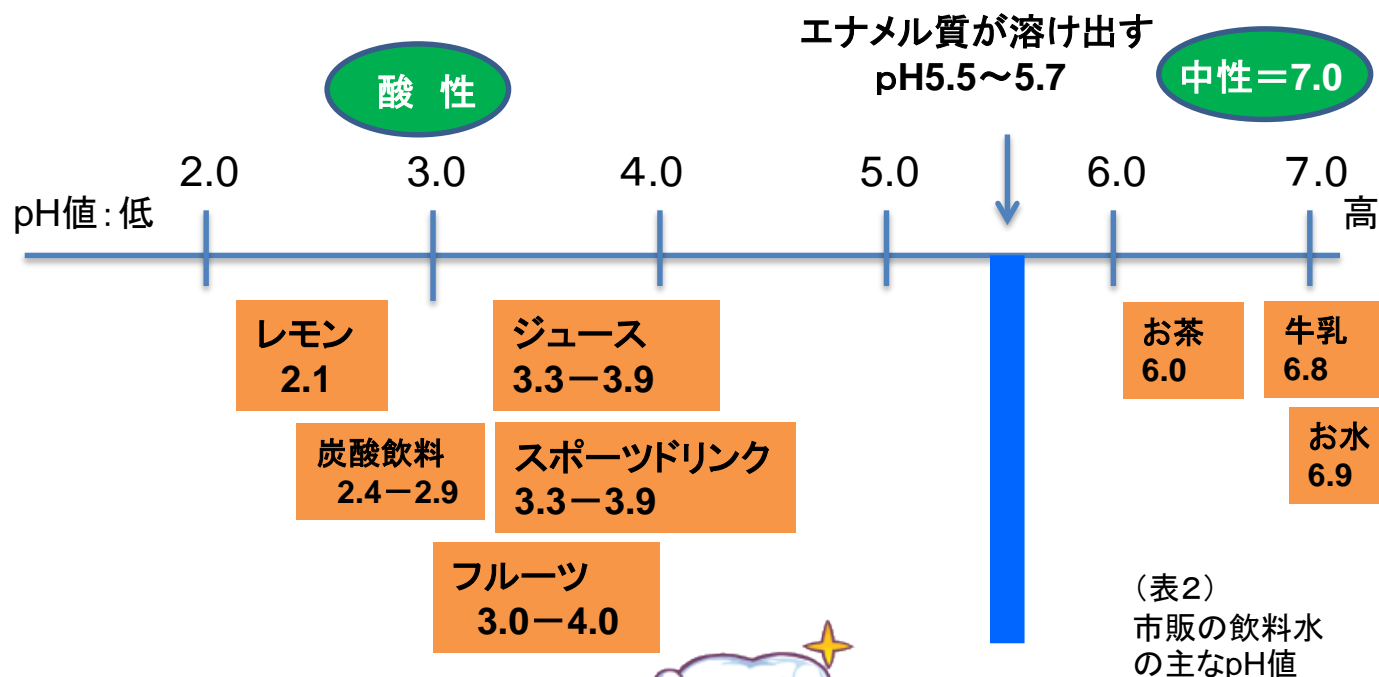 エナメル質が溶け出す
pH5.5～5.7
酸 性
中性＝7.0
2.0
3.0
4.0
5.0
6.0
7.0
pH値：低
高
レモン
2.1
ジュース
3.3－3.9
お茶
6.0
牛乳
6.8
炭酸飲料
2.4－2.9
スポーツドリンク
3.3－3.9
お水
6.9
フルーツ
3.0－4.0
（表２）
市販の飲料水
の主なpH値